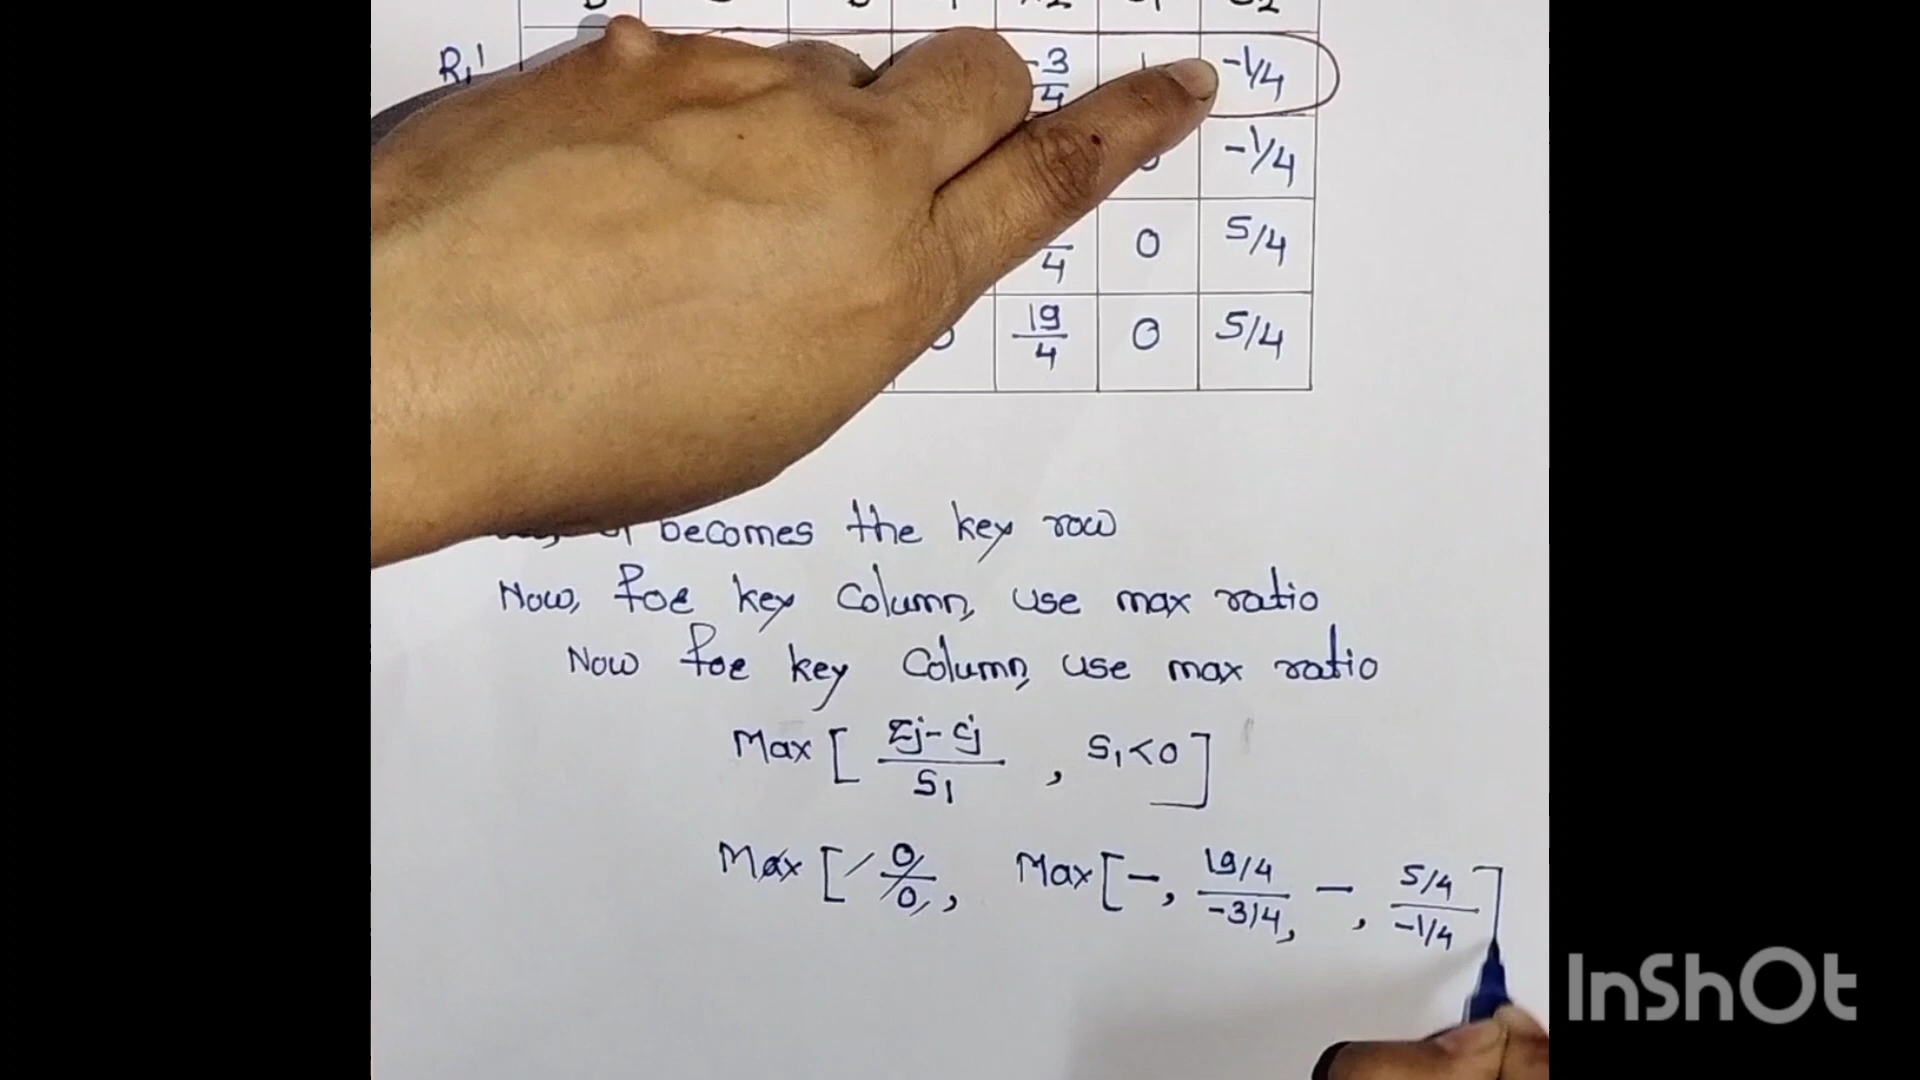 R1'
-3/4 -1/4
-1/4
4 0 5/4
19/4 0 5/4
becomes the key row
Now, foe key column, use max ratio
Now foe key column, use max ratio
Max [ Zj-Cj / S1 , S1<0 ]
Max [ 0/0, Max [ -, 19/4 / -3/4, -, 5/4 / -1/4 ]
InShOt